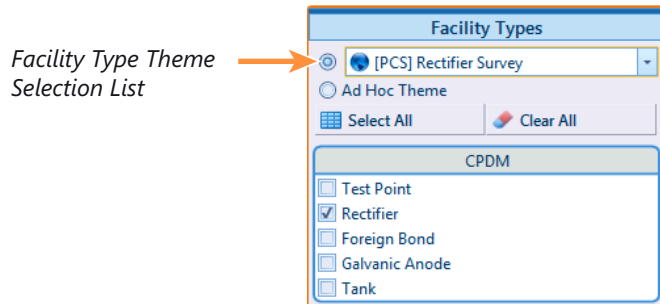 Facility Type Theme
Selection List
Facility Types
[PCS] Rectifier Survey
Ad Hoc Theme
Select All
Clear All
CPDM
Test Point
Rectifier
Foreign Bond
Galvanic Anode
Tank